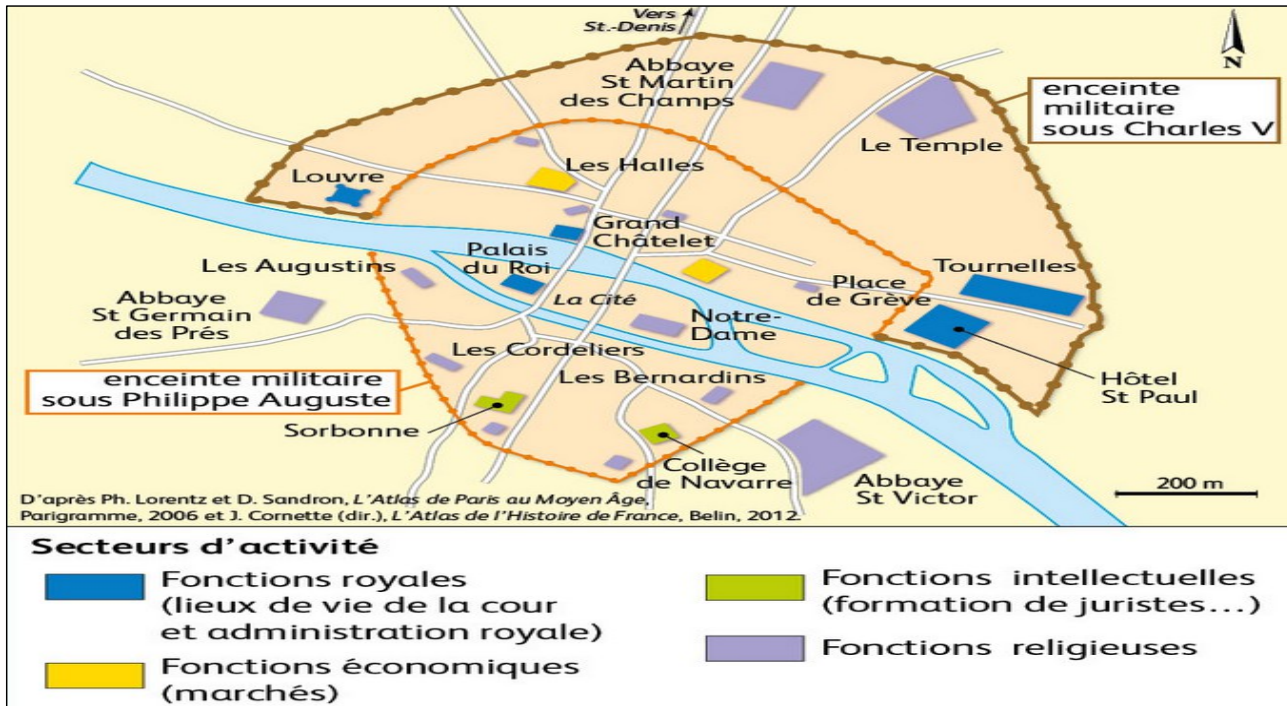 Vers
St.-Denis
N
Abbaye
St Martin
des Champs
enceinte
militaire
sous Charles V
Le Temple
Les Halles
Louvre
Grand
Châtelet
Palais
du Roi
Les Augustins
Place
de Grève
Tournelles
Abbaye
St Germain
des Prés
La Cité
Notre-
Dame
Les Cordeliers
Les Bernardins
enceinte militaire
sous Philippe Auguste
Hôtel
St Paul
Sorbonne
Collège
de Navarre
Abbaye
St Victor
200 m
D'après Ph. Lorentz et D. Sandron, L'Atlas de Paris au Moyen Âge,
Parigramme, 2006 et J. Cornette (dir.), L'Atlas de l'Histoire de France, Belin, 2012.
Secteurs d'activité
Fonctions royales
(lieux de vie de la cour
et administration royale)
Fonctions économiques
(marchés)
Fonctions intellectuelles
(formation de juristes...)
Fonctions religieuses